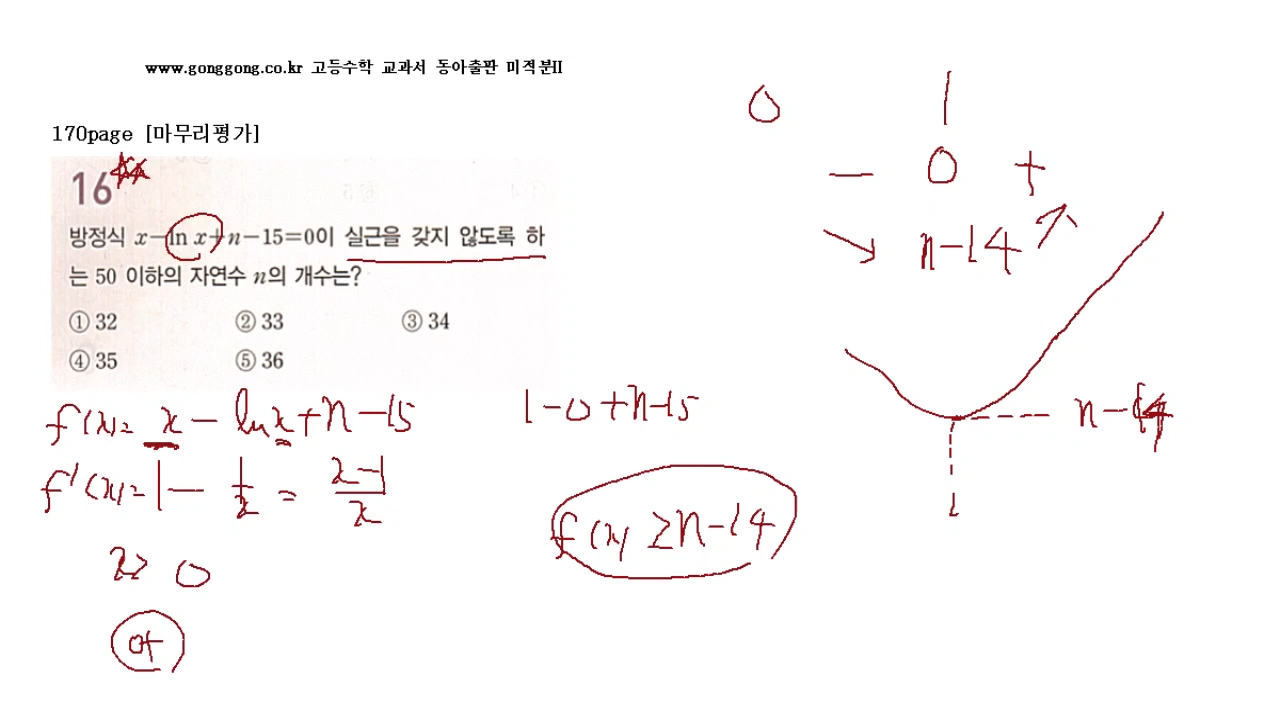 www.gonggong.co.kr 고등수학 교과서 동아출판 미적분II
170page [마무리평가]
16
방정식 x-ln x+n-15=0이 실근을 갖지 않도록 하
는 50 이하의 자연수 n의 개수는?
① 32 ② 33 ③ 34
④ 35 ⑤ 36
f(x)= x - ln x + n - 15
f'(x)= 1 - 1/x = x-1/x
x> 0
1-0+n-15
f(x) ≥ n-14
0 1
- 0 +
↘ n-14 ↗
n-14
1